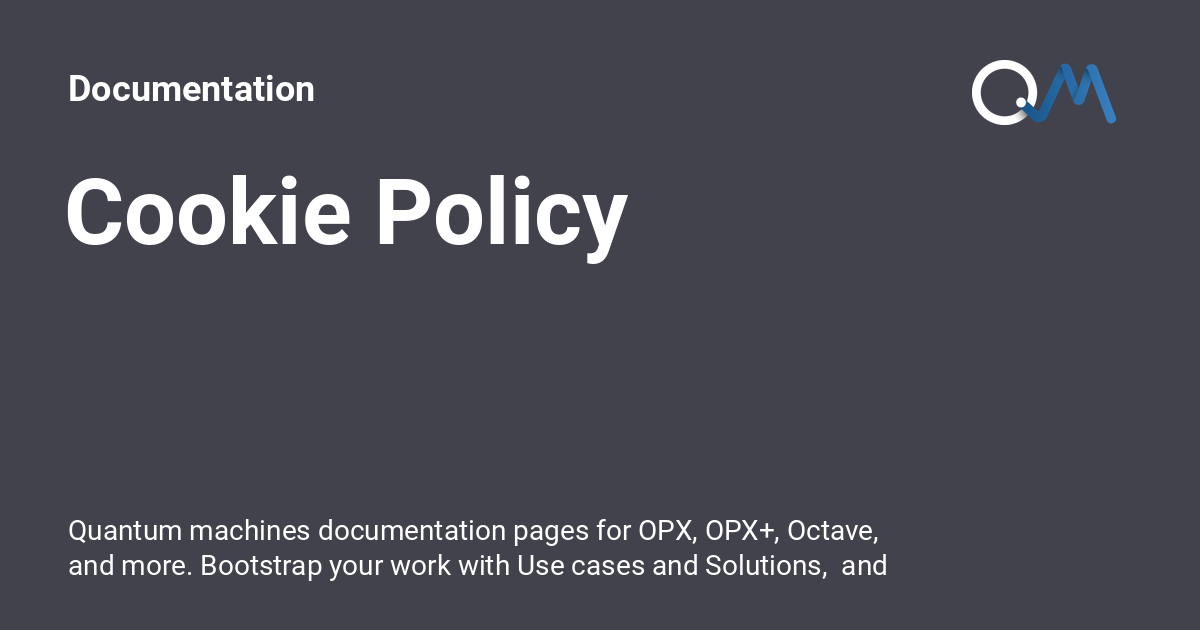 Documentation
QM
Cookie Policy
Quantum machines documentation pages for OPX, OPX+, Octave,
and more. Bootstrap your work with Use cases and Solutions,  and